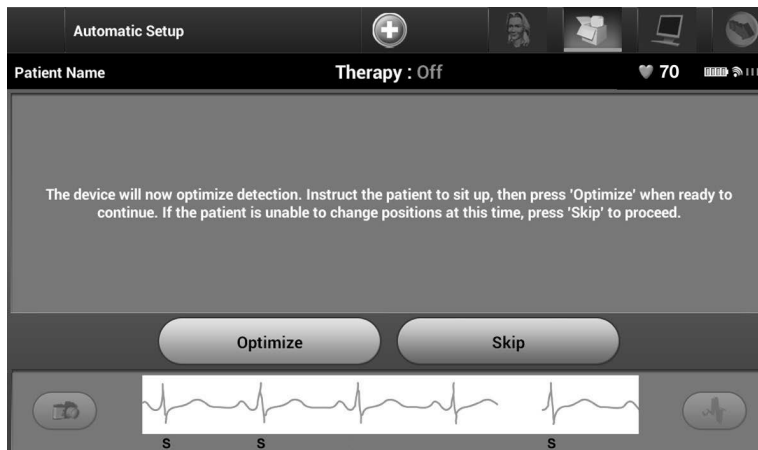 Automatic Setup
Patient Name Therapy : Off 70
The device will now optimize detection. Instruct the patient to sit up, then press 'Optimize' when ready to
continue. If the patient is unable to change positions at this time, press 'Skip' to proceed.
Optimize Skip
S S S